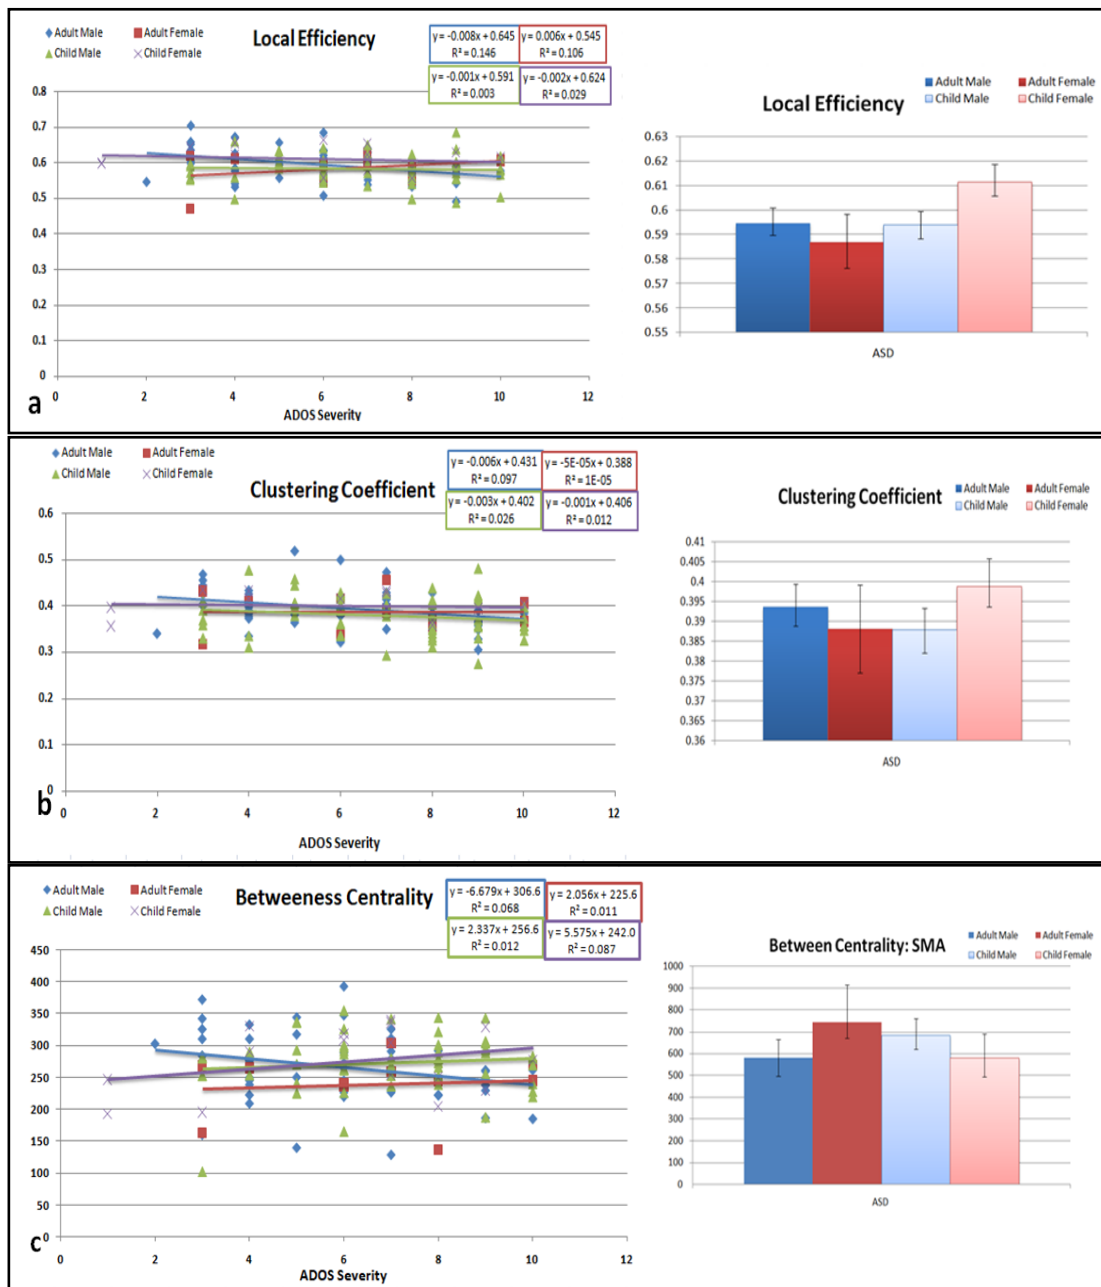 Adult Male Adult Female
Child Male Child Female
Local Efficiency
y = -0.008x + 0.645 y = 0.006x + 0.545
R² = 0.146 R² = 0.106
y = -0.001x + 0.591 y = -0.002x + 0.624
R² = 0.003 R² = 0.029
0.8
0.7
0.6
0.5
0.4
0.3
0.2
0.1
0
0 2 4 6 8 10 12
ADOS Severity
a
Adult Male Adult Female
Child Male Child Female
Local Efficiency
0.63
0.62
0.61
0.6
0.59
0.58
0.57
0.56
0.55
ASD
Adult Male Adult Female
Child Male Child Female
Clustering Coefficient
y = -0.006x + 0.431 y = -5E-05x + 0.388
R² = 0.097 R² = 1E-05
y = -0.003x + 0.402 y = -0.001x + 0.406
R² = 0.026 R² = 0.012
0.6
0.5
0.4
0.3
0.2
0.1
0
0 2 4 6 8 10 12
ADOS Severity
b
Clustering Coefficient
Adult Male Adult Female
Child Male Child Female
0.41
0.405
0.4
0.395
0.39
0.385
0.38
0.375
0.37
0.365
0.36
ASD
Adult Male Adult Female
Child Male Child Female
Betweeness Centrality
y = -6.679x + 306.6 y = 2.056x + 225.6
R² = 0.068 R² = 0.011
y = 2.337x + 256.6 y = 5.575x + 242.0
R² = 0.012 R² = 0.087
450
400
350
300
250
200
150
100
50
0
0 2 4 6 8 10 12
ADOS Severity
c
Between Centrality: SMA
Adult Male Adult Female
Child Male Child Female
1000
900
800
700
600
500
400
300
200
100
0
ASD